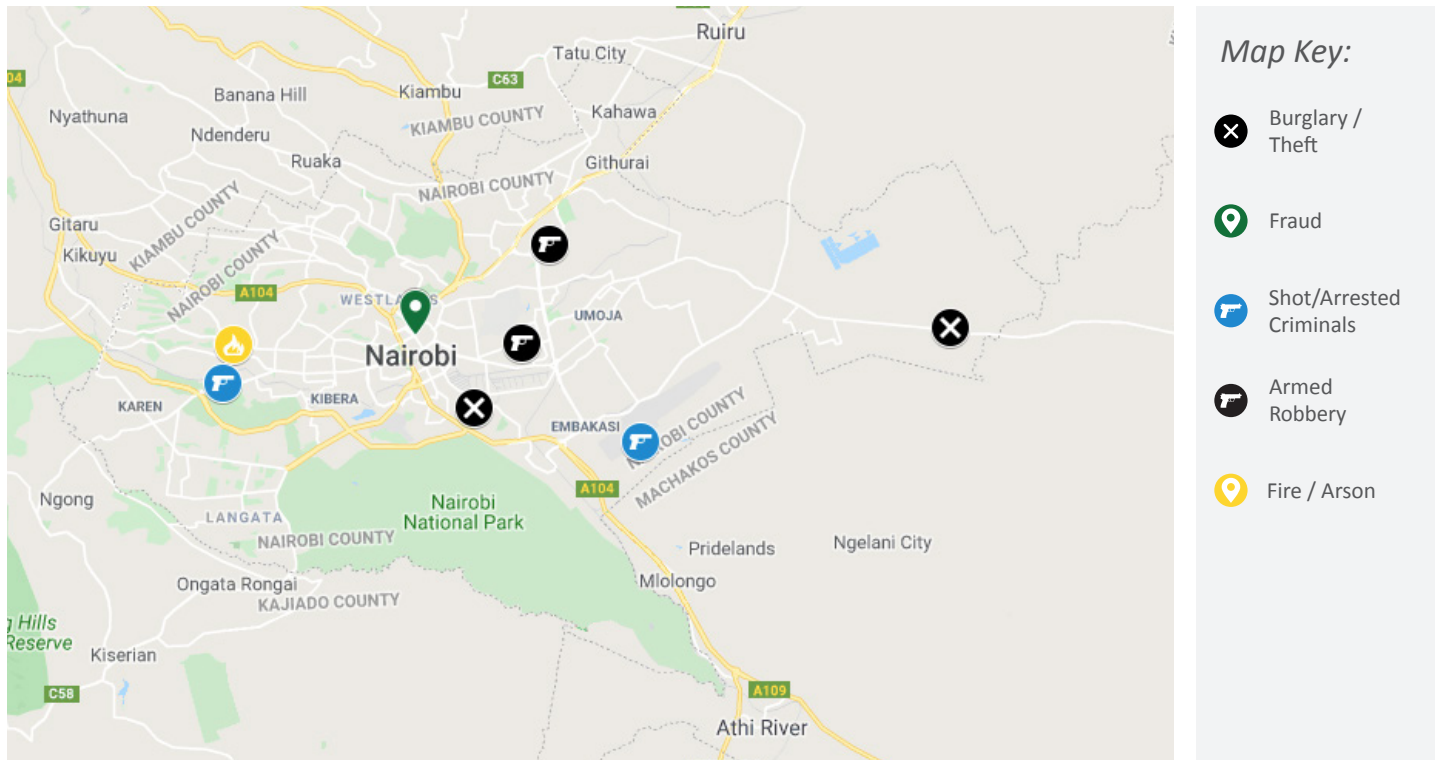 Ruiru
Tatu City
04
C63
Banana Hill
Kiambu
Nyathuna
KIAMBU COUNTY
Kahawa
Ndenderu
Ruaka
Githurai
NAIROBI COUNTY
KIAMBU COUNTY
Gitaru
Kikuyu
NAIROBI COUNTY
A104
WESTLA S
UMOJA
Nairobi
KAREN
KIBERA
EMBAKASI
OBI COUNTY
MACHAKOS COUNTY
A104
Ngong
Nairobi
National Park
LANGATA
NAIROBI COUNTY
Pridelands
Ngelani City
Mlolongo
Ongata Rongai
KAJIADO COUNTY
Hills
Reserve
Kiserian
C58
A109
Athi River
Map Key:
Burglary /
Theft
Fraud
Shot/Arrested
Criminals
Armed
Robbery
Fire / Arson